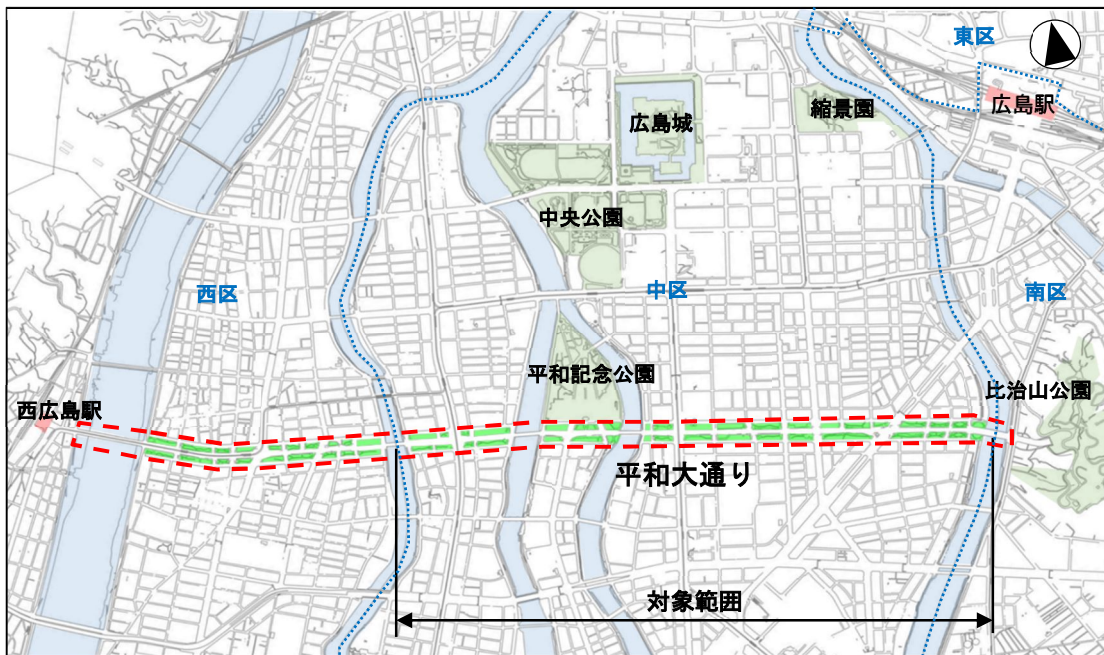 東区
広島駅
縮景園
広島城
中央公園
西区
中区
南区
平和記念公園
比治山公園
西広島駅
平和大通り
対象範囲